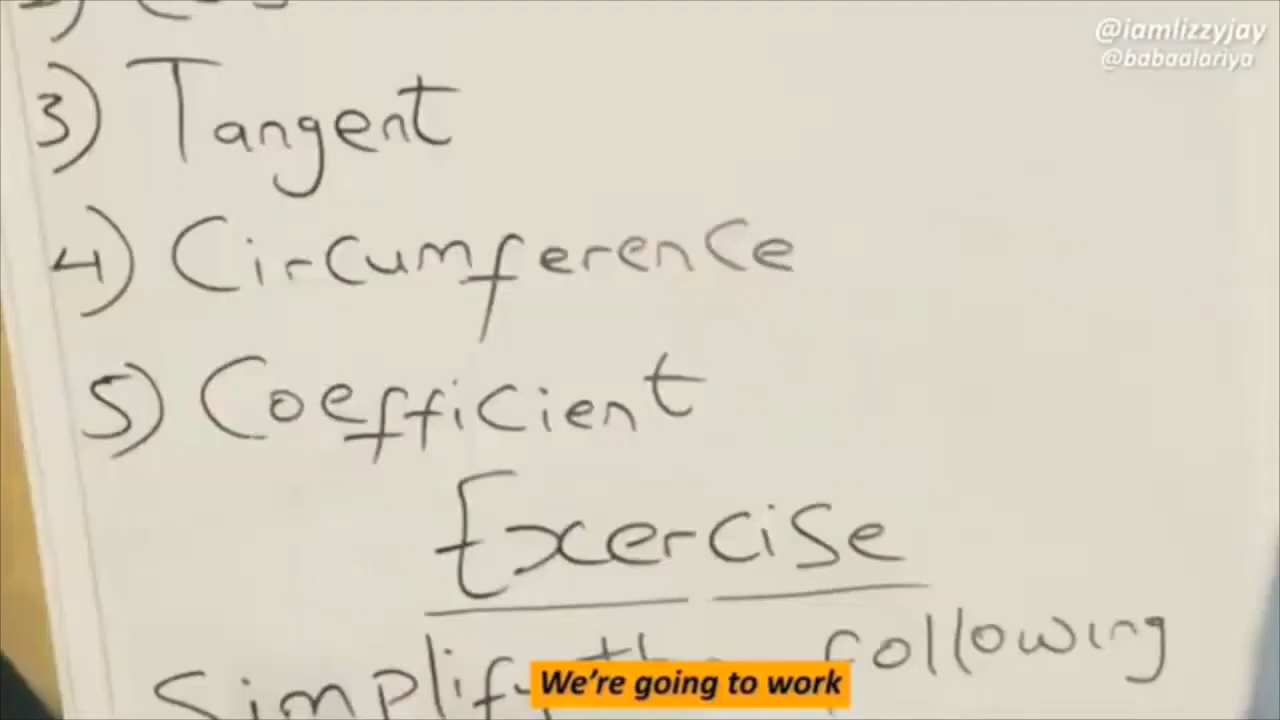 @iamlizzyjay
@babaalariya
3) Tangent
4) Circumference
5) Coefficient
Exercise
Simplify the following
We're going to work